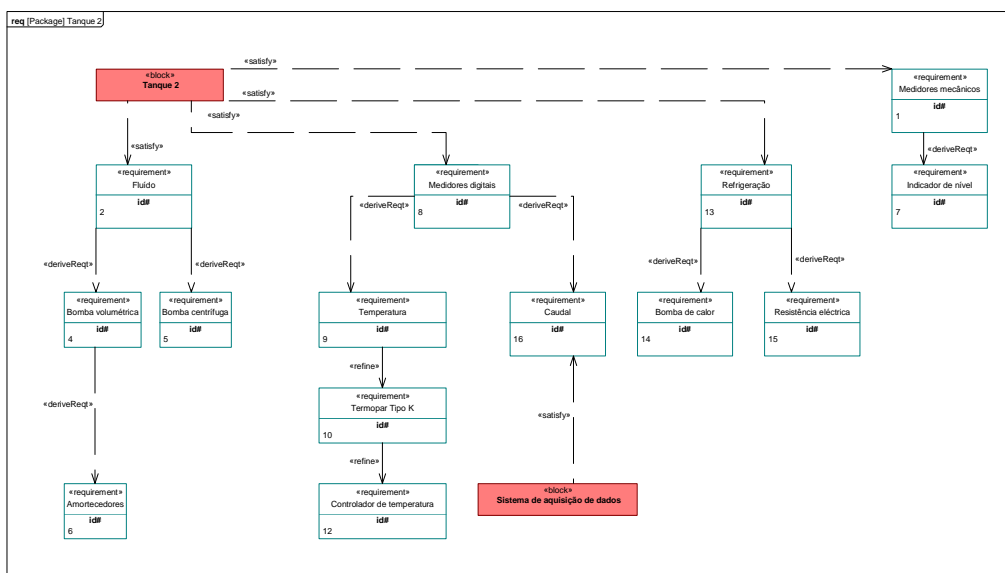 req [Package] Tanque 2
«satisfy»
«block»
Tanque 2
«requirement»
Medidores mecânicos
id#
1
«satisfy»
«satisfy»
«satisfy»
«deriveReqt»
«requirement»
Fluído
id#
2
«requirement»
Medidores digitais
id#
8
«requirement»
Refrigeração
id#
13
«requirement»
Indicador de nível
id#
7
«deriveReqt»
«deriveReqt»
«deriveReqt»
«deriveReqt»
«deriveReqt»
«deriveReqt»
«requirement»
Bomba volumétrica
id#
4
«requirement»
Bomba centrífuga
id#
5
«requirement»
Temperatura
id#
9
«requirement»
Caudal
id#
16
«requirement»
Bomba de calor
id#
14
«requirement»
Resistência eléctrica
id#
15
«refine»
«deriveReqt»
«requirement»
Termopar Tipo K
id#
10
«satisfy»
«refine»
«requirement»
Amortecedores
id#
6
«requirement»
Controlador de temperatura
id#
12
«block»
Sistema de aquisição de dados